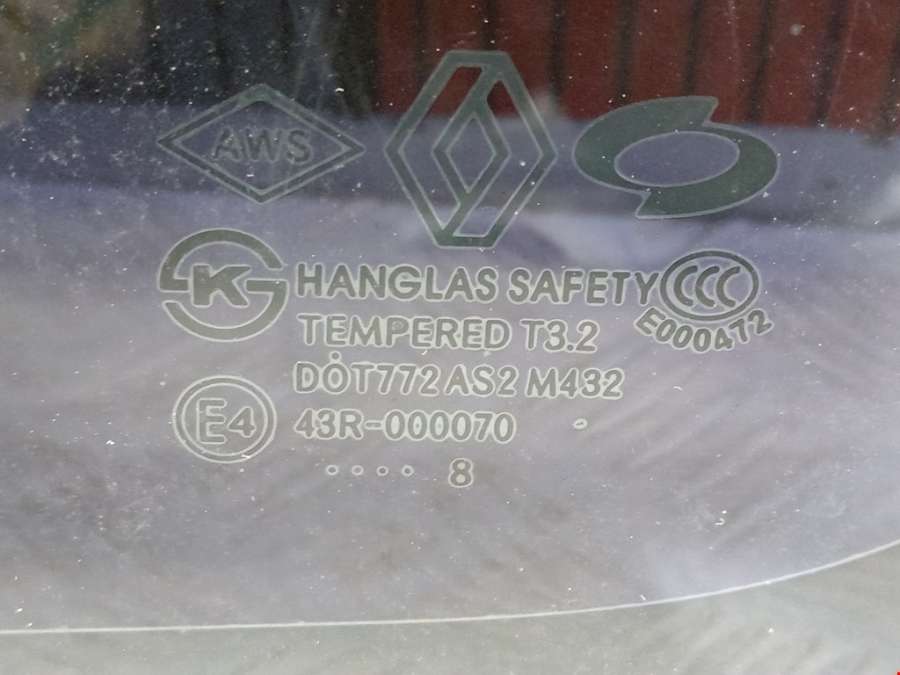 AWS
K
HANGLAS SAFETY
CCC
E000472
TEMPERED T3.2
DOT772 AS2 M432
E4
43R-000070
.... 8